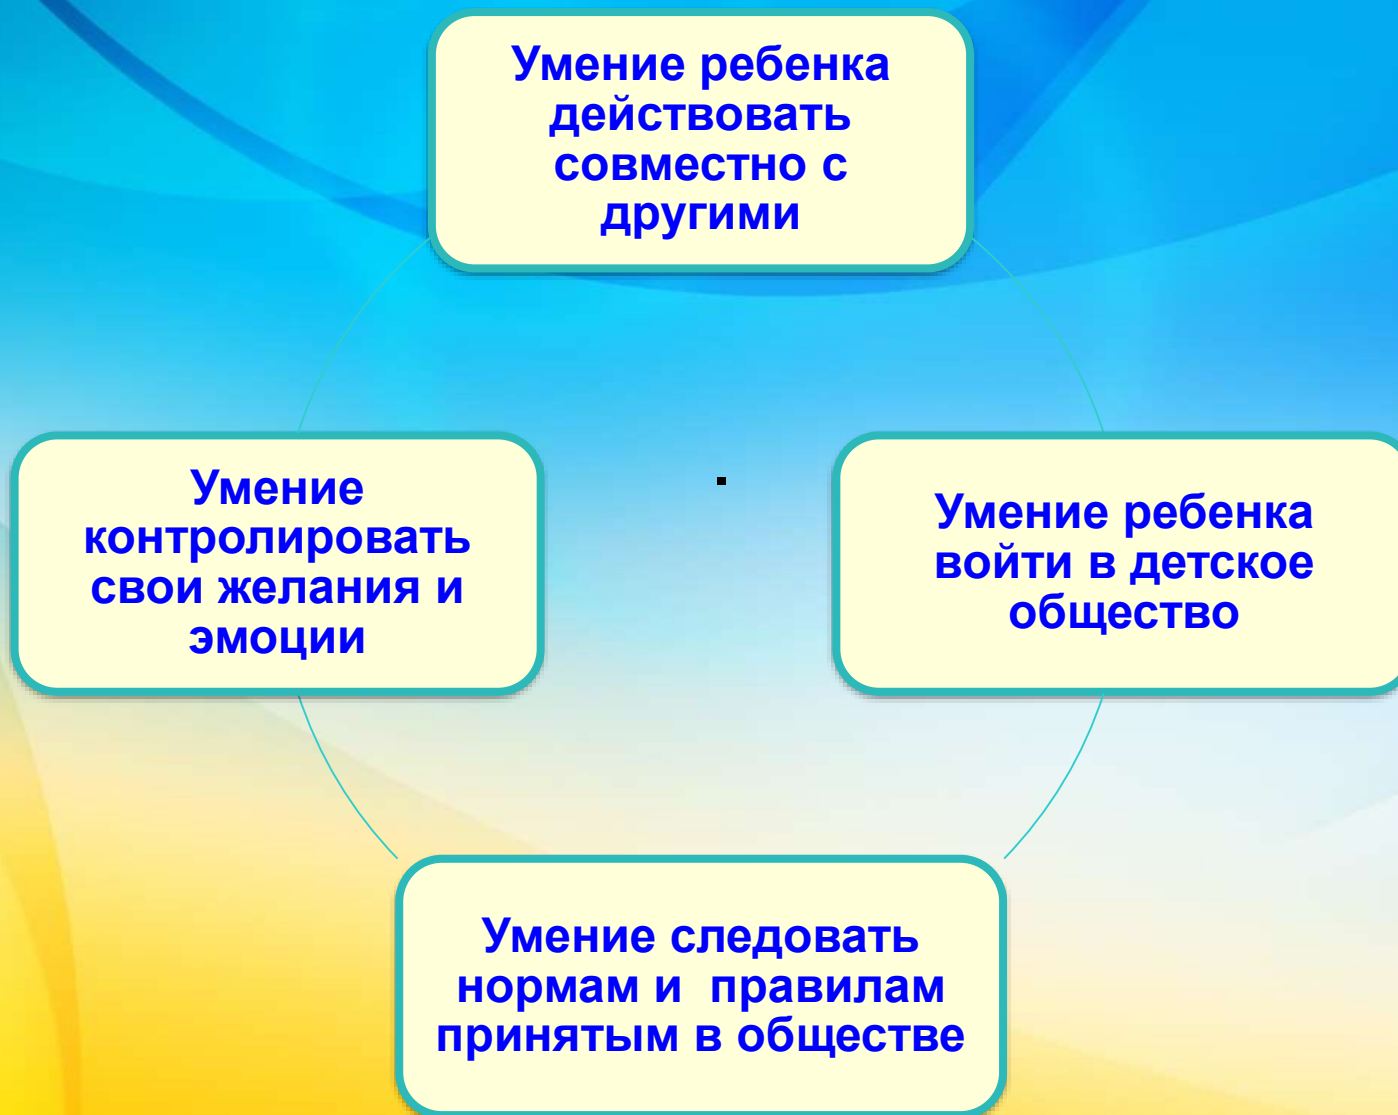 Умение ребенка
действовать
совместно с
другими
Умение
контролировать
свои желания и
эмоции
.
Умение ребенка
войти в детское
общество
Умение следовать
нормам и  правилам
принятым в обществе